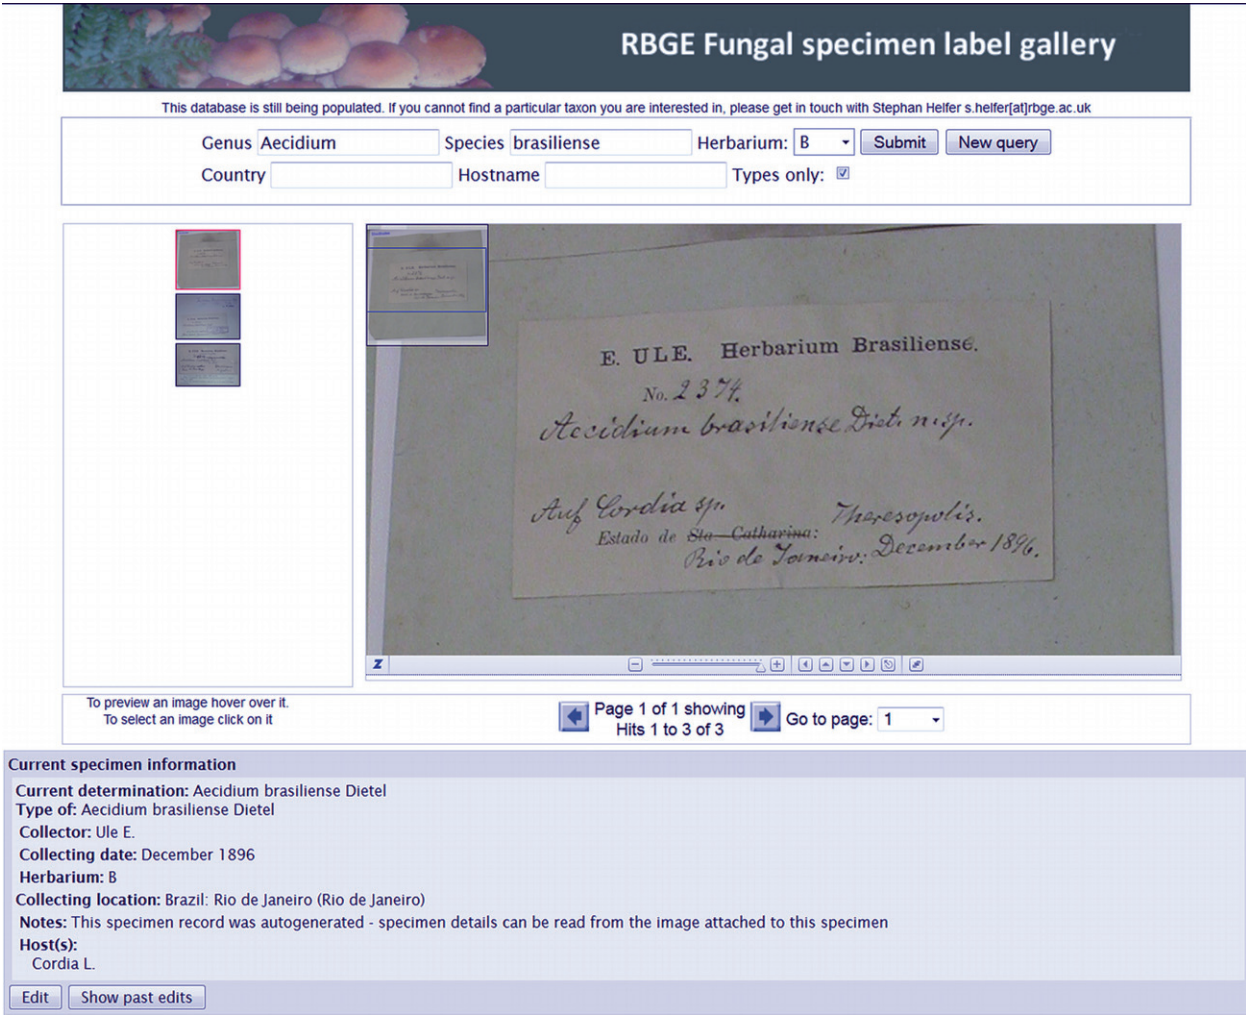 RBGE Fungal specimen label gallery
This database is still being populated. If you cannot find a particular taxon you are interested in, please get in touch with Stephan Helfer s.helfer[at]rbge.ac.uk
Genus Aecidium Species brasiliense Herbarium: B Submit New query
Country Hostname Types only:
E. ULE. Herbarium Brasiliense.
No. 2374.
Aecidium brasiliense Diet. n. sp.
Auf Cordia sp. Theresopolis.
Estado de Sta Catharina:
Rio de Janeiro: December 1896.
Z
To preview an image hover over it.
To select an image click on it
Page 1 of 1 showing
Hits 1 to 3 of 3
Go to page: 1
Current specimen information
Current determination: Aecidium brasiliense Dietel
Type of: Aecidium brasiliense Dietel
Collector: Ule E.
Collecting date: December 1896
Herbarium: B
Collecting location: Brazil: Rio de Janeiro (Rio de Janeiro)
Notes: This specimen record was autogenerated - specimen details can be read from the image attached to this specimen
Host(s):
Cordia L.
Edit Show past edits